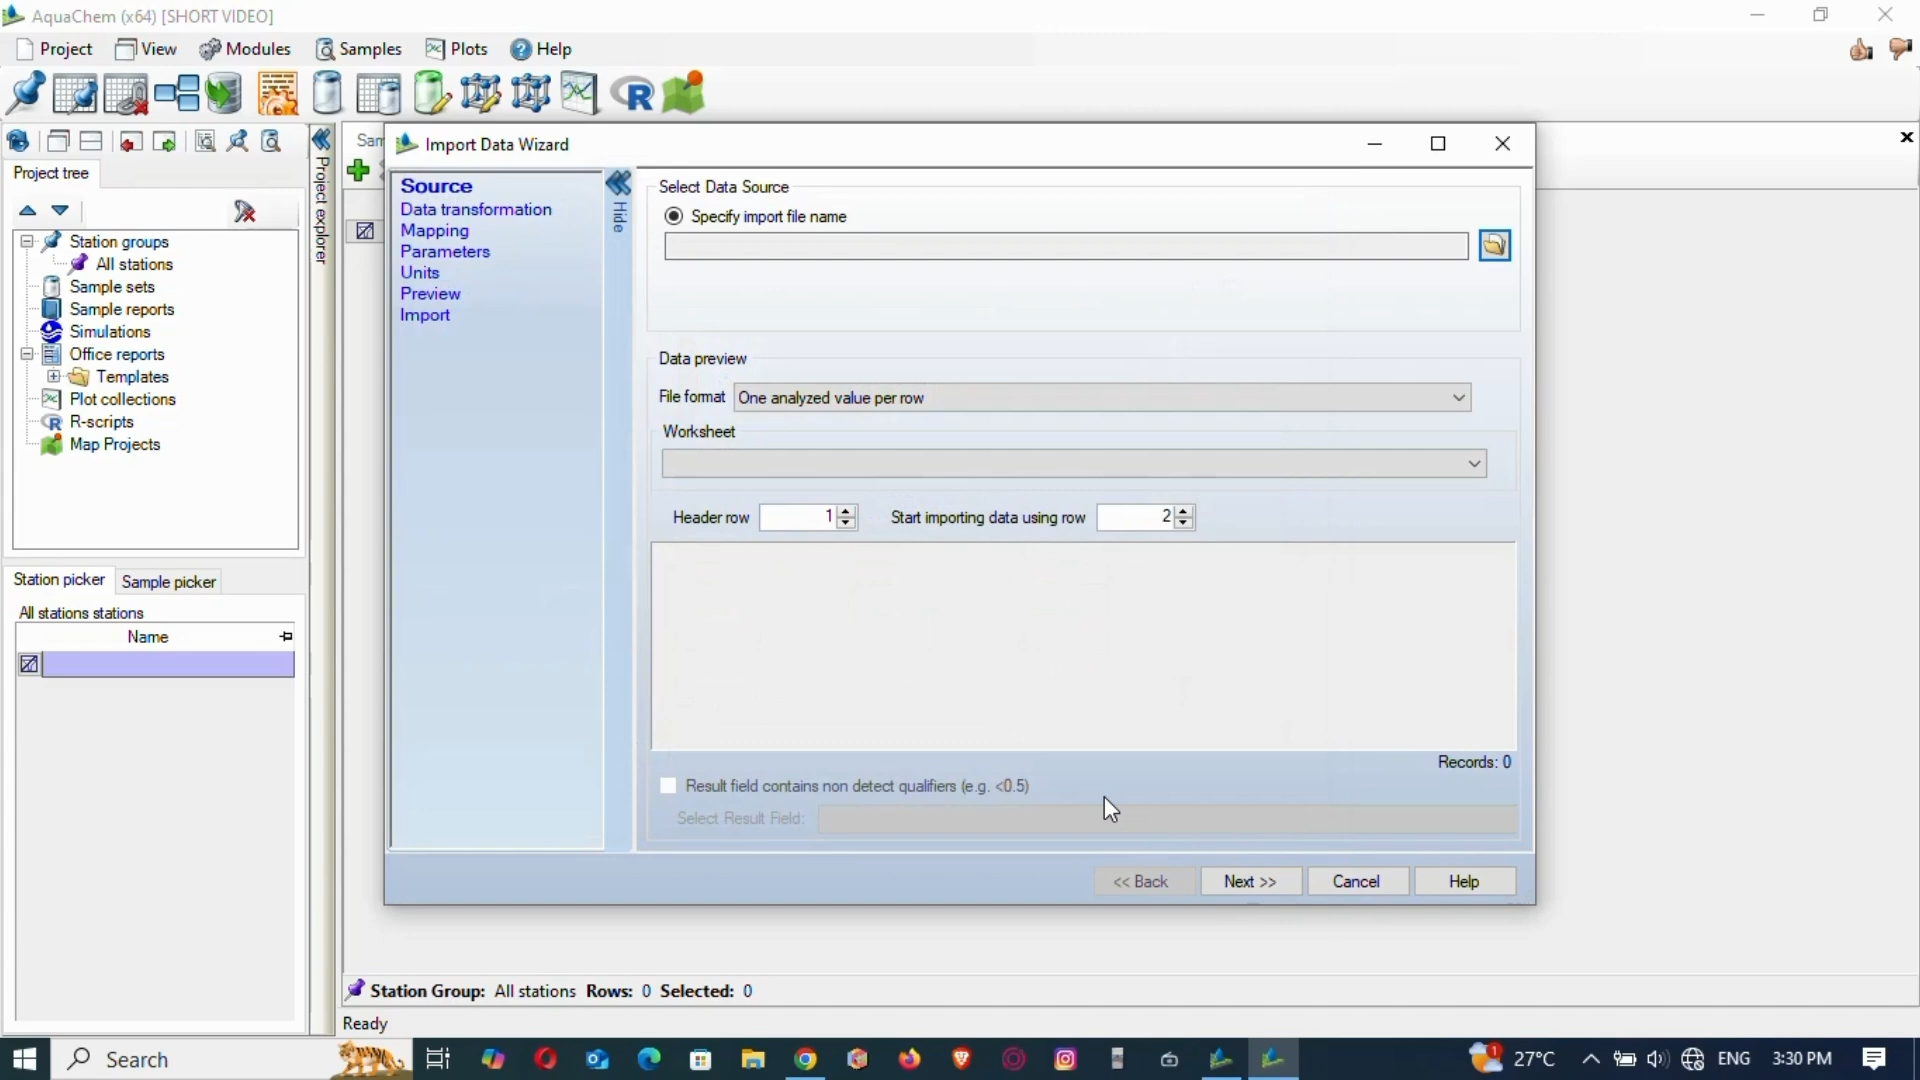 AquaChem (x64) [SHORT VIDEO]
Project View Modules Samples Plots Help
Project tree
Station groups
All stations
Sample sets
Sample reports
Simulations
Office reports
Templates
Plot collections
R-scripts
Map Projects
Project explorer
Station picker Sample picker
All stations stations
Name
Sam
Import Data Wizard
Source
Data transformation
Mapping
Parameters
Units
Preview
Import
Hide
Select Data Source
Specify import file name
Data preview
File format One analyzed value per row
Worksheet
Header row 1 Start importing data using row 2
Records: 0
Result field contains non detect qualifiers (e.g. <0.5)
Select Result Field:
<< Back Next >> Cancel Help
Station Group: All stations Rows: 0 Selected: 0
Ready
Search 1 27°C ENG 3:30 PM